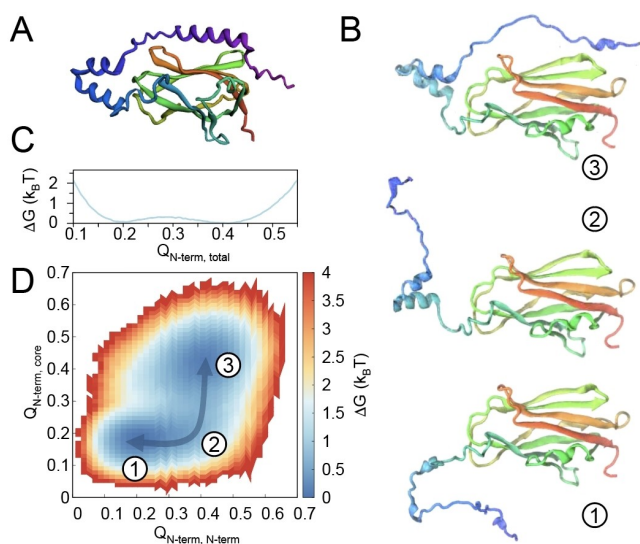 A
B
③
②
①
C
ΔG (k_BT)
2
1
0
0.1 0.2 0.3 0.4 0.5
Q_N-term, total
D
Q_N-term, core
0.7
0.6
0.5
0.4
0.3
0.2
0.1
0
③
②
①
0 0.1 0.2 0.3 0.4 0.5 0.6 0.7
Q_N-term, N-term
4
3.5
3
2.5
2
1.5
1
0.5
0
ΔG (k_BT)